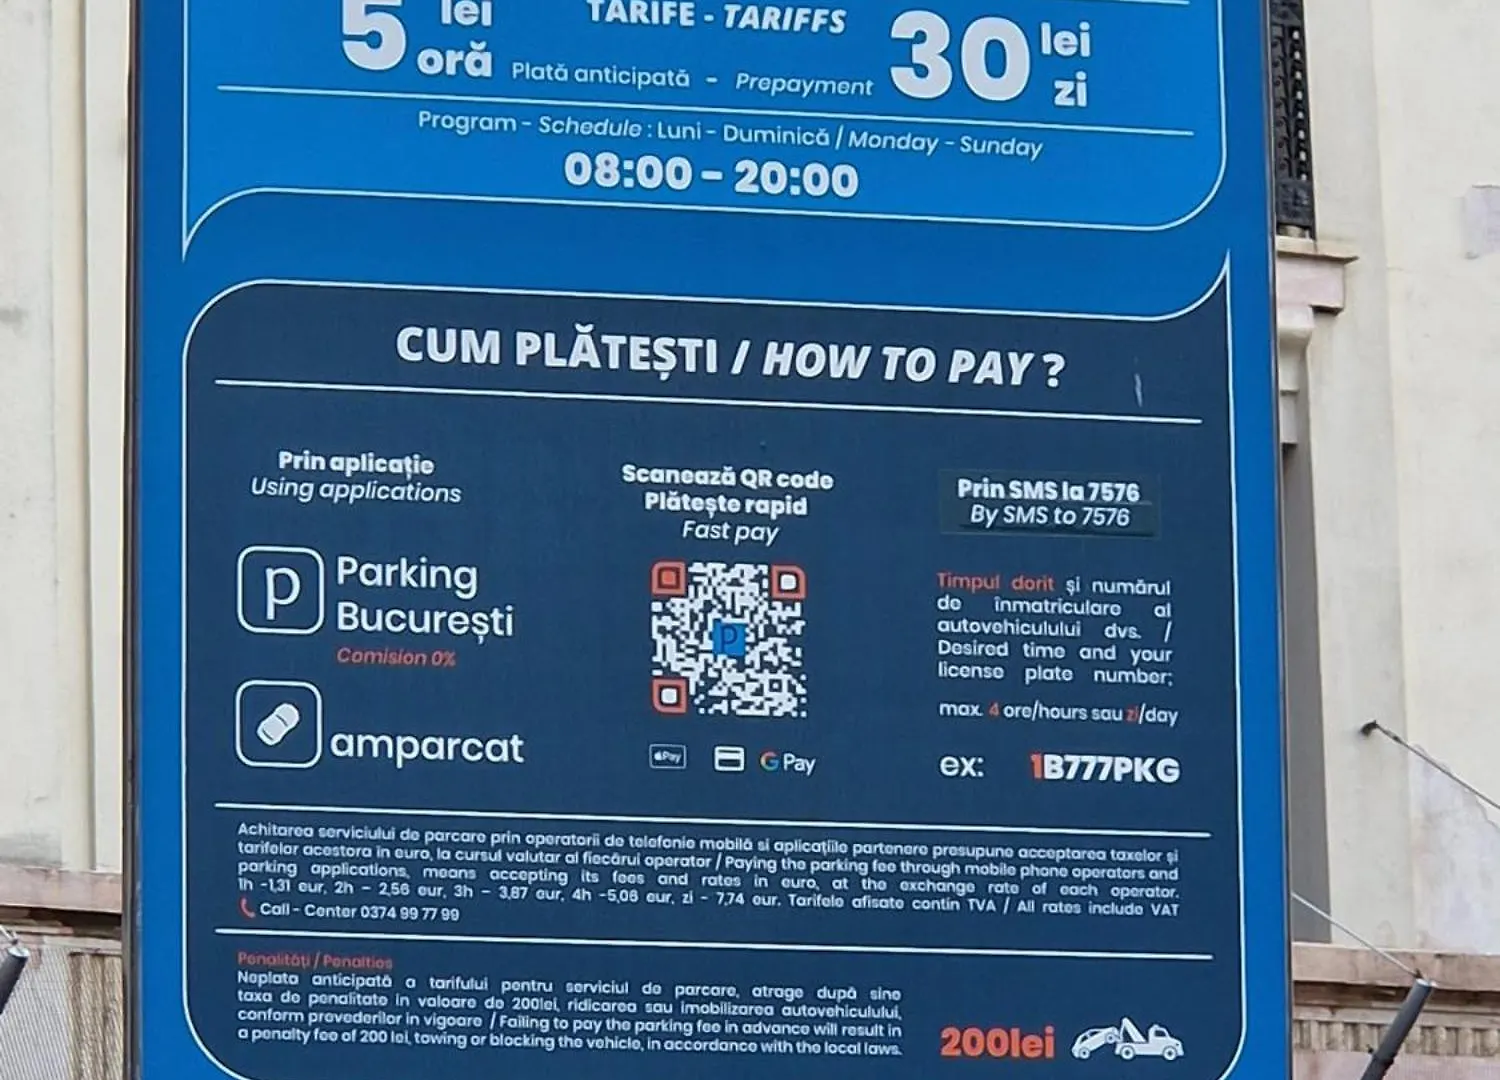 5 lei
oră
TARIFE - TARIFFS
Plată anticipată - Prepayment
30 lei
zi
Program - Schedule : Luni - Duminică / Monday - Sunday
08:00 - 20:00
CUM PLĂTEȘTI / HOW TO PAY ?
Prin aplicație
Using applications
p Parking
București
Comision 0%
amparcat
Scanează QR code
Plătește rapid
Fast pay
P
Pay
G Pay
Prin SMS la 7576
By SMS to 7576
Timpul dorit și numărul
de înmatriculare al
autovehiculului dvs. /
Desired time and your
license plate number;
max. 4 ore/hours sau zi/day
ex: 1B777PKG
Achitarea serviciului de parcare prin operatorii de telefonie mobilă si aplicațiile partenere presupune acceptarea taxelor și
tarifelor acestora in euro, la cursul valutar al fiecărui operator / Paying the parking fee through mobile phone operators and
parking applications, means accepting its fees and rates in euro, at the exchange rate of each operator.
1h -1,31 eur, 2h - 2,56 eur, 3h - 3,87 eur, 4h -5,06 eur, zi - 7,74 eur. Tarifele afisate contin TVA / All rates include VAT
Call - Center 0374 99 77 99
Penalități / Penalties
Neplata anticipată a tarifului pentru serviciul de parcare, atrage după sine
taxa de penalitate in valoare de 200lei, ridicarea sau imobilizarea autovehiculului,
conform prevederilor in vigoare / Failing to pay the parking fee in advance will result in
a penalty fee of 200 lei, towing or blocking the vehicle, in accordance with the local laws.
200lei